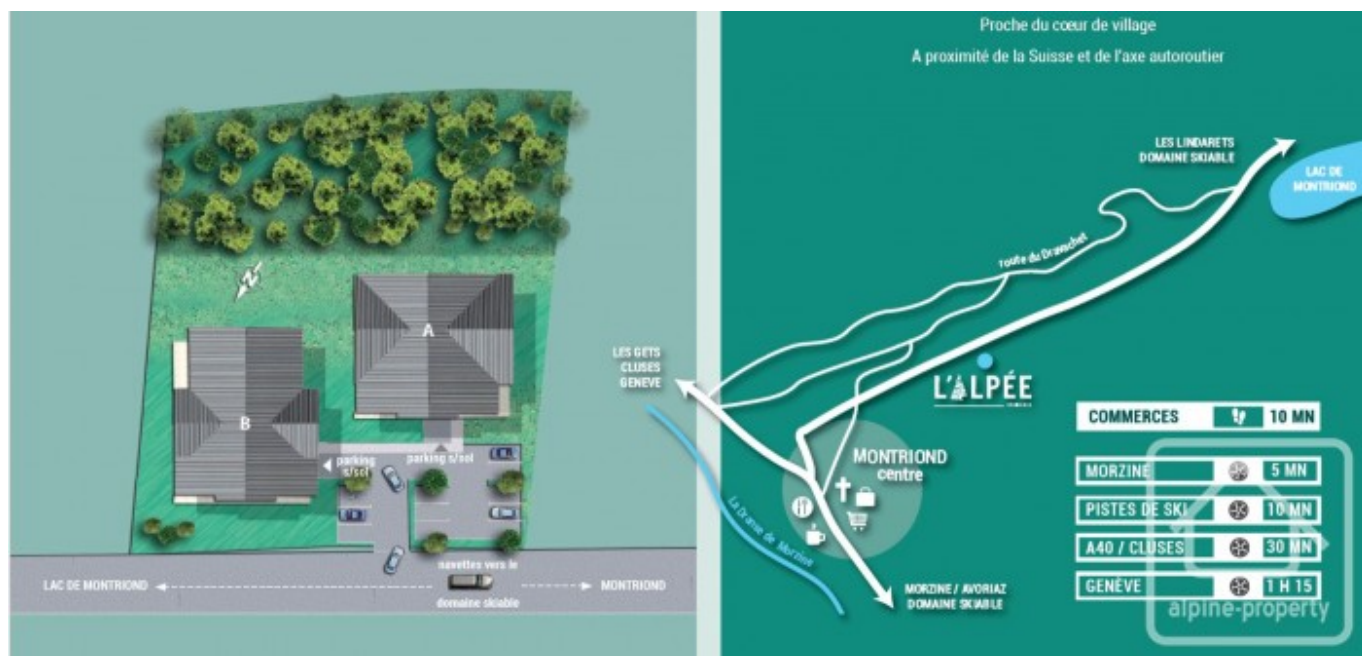 A
B
parking
s/sol
parking s/sol
navettes vers le
LAC DE MONTRIOND
MONTRIOND
domaine skiable
Proche du cœur de village
A proximité de la Suisse et de l'axe autoroutier
LES LINDARETS
DOMAINE SKIABLE
LAC DE
MONTRIOND
route du Dravachet
LES GETS
CLUSES
GENEVE
L'ALPÉE
MONTRIOND
centre
La Dranse de Morzine
MORZINE / AVORIAZ
DOMAINE SKIABLE
COMMERCES 10 MN
MORZINE 5 MN
PISTES DE SKI 10 MN
A40 / CLUSES 30 MN
GENÈVE 1 H 15
alpine-property